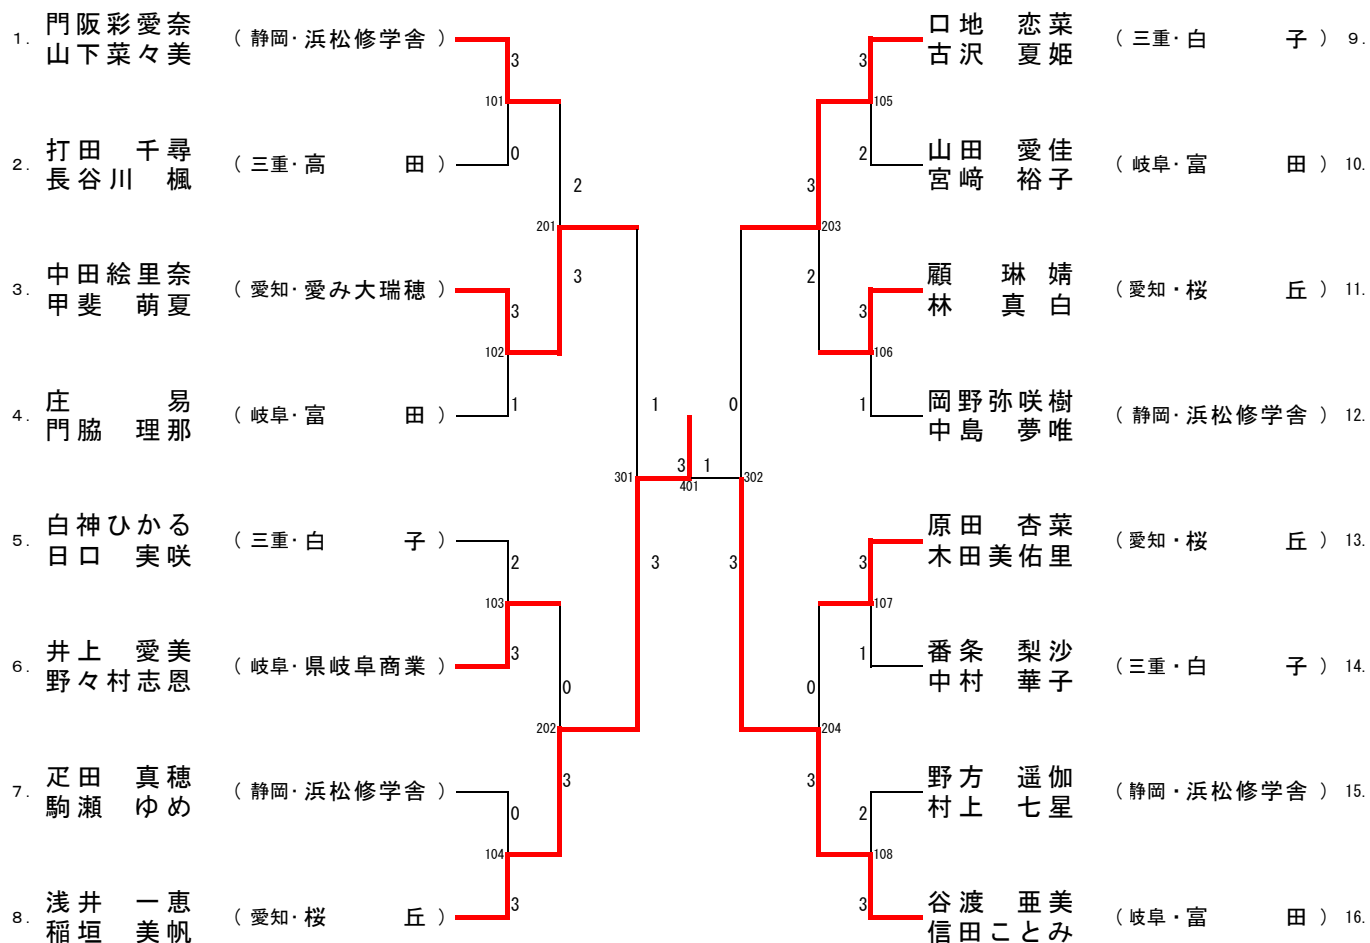 1. 門阪彩愛奈 (静岡・浜松修学舎)
山下菜々美
2. 打田 千尋 (三重・高 田)
長谷川 楓
3. 中田絵里奈 (愛知・愛み大瑞穂)
甲斐 萌夏
4. 庄 易 (岐阜・富 田)
門脇 理那
5. 白神ひかる (三重・白 子)
日口 実咲
6. 井上 愛美 (岐阜・県岐阜商業)
野々村志恩
7. 疋田 真穂 (静岡・浜松修学舎)
駒瀬 ゆめ
8. 浅井 一恵 (愛知・桜 丘)
稲垣 美帆
3
101
0
2
201
3
3
102
1
1
301
3
2
103
3
0
202
3
0
104
3
3 1
401
0
302
3
3
203
2
3
105
2
3
106
1
0
204
3
3
107
1
2
108
3
口地 恋菜 (三重・白 子) 9.
古沢 夏姫
山田 愛佳 (岐阜・富 田) 10.
宮﨑 裕子
顧 琳婧 (愛知・桜 丘) 11.
林 真白
岡野弥咲樹 (静岡・浜松修学舎) 12.
中島 夢唯
原田 杏菜 (愛知・桜 丘) 13.
木田美佑里
番条 梨沙 (三重・白 子) 14.
中村 華子
野方 遥伽 (静岡・浜松修学舎) 15.
村上 七星
谷渡 亜美 (岐阜・富 田) 16.
信田ことみ